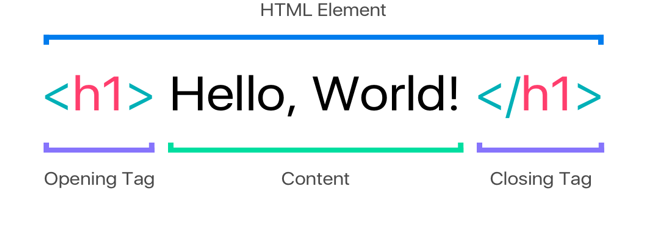 HTML Element
<h1> Hello, World! </h1>
Opening Tag Content Closing Tag